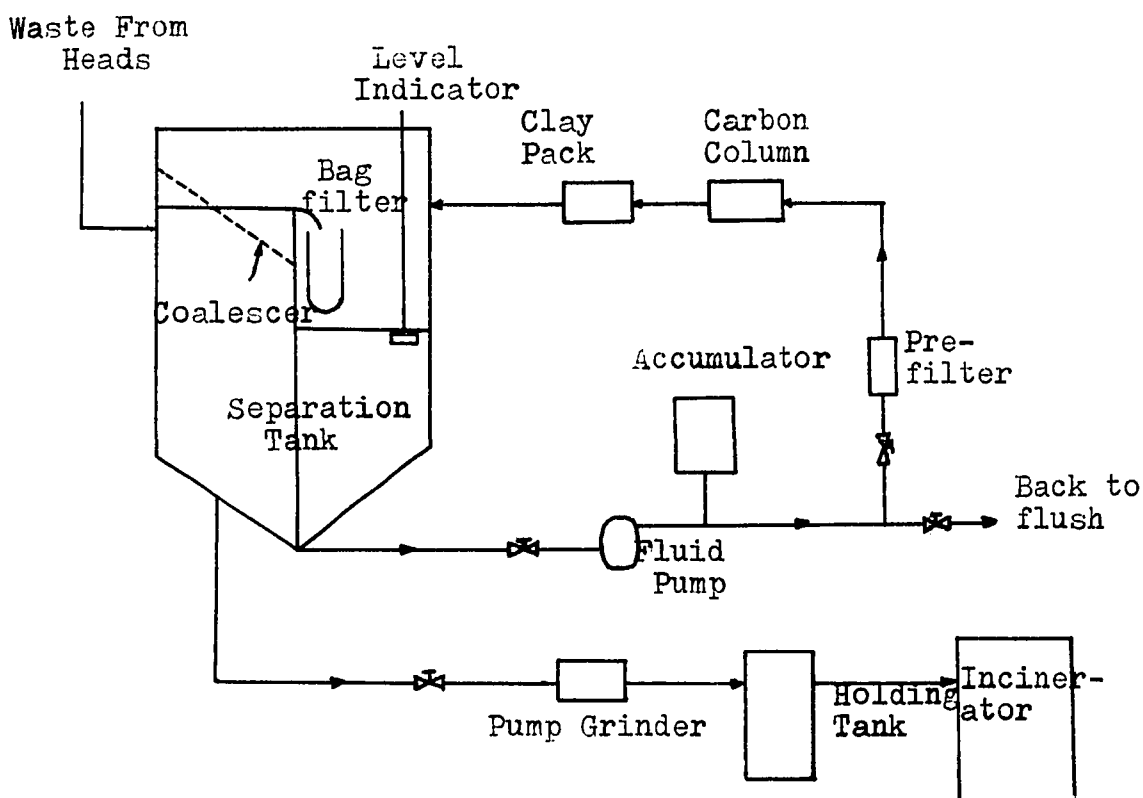 Waste From
Heads
Level
Indicator
Clay
Pack
Carbon
Column
Bag
filter
Coalescer
Separation
Tank
Accumulator
Pre-
filter
Back to
flush
Fluid
Pump
Pump Grinder
Holding
Tank
Inciner-
ator